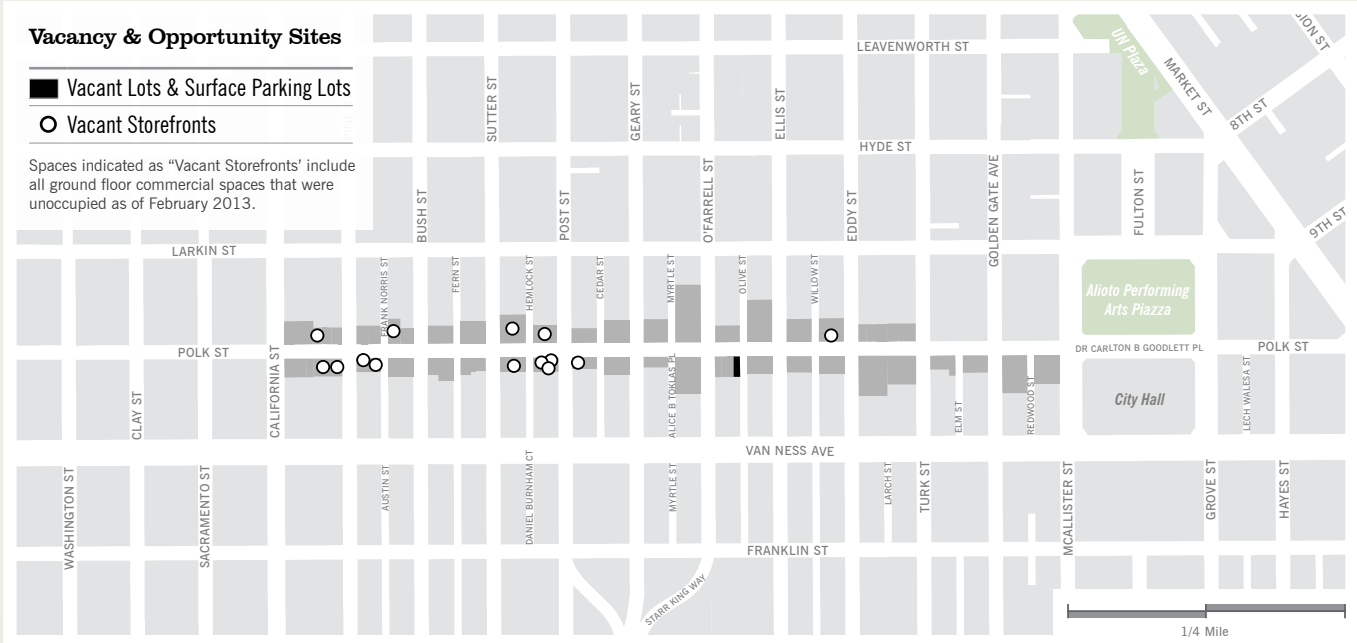 Vacancy & Opportunity Sites
Vacant Lots & Surface Parking Lots
Vacant Storefronts
Spaces indicated as “Vacant Storefronts’ include
all ground floor commercial spaces that were
unoccupied as of February 2013.
LEAVENWORTH ST
UN Plaza
MARKET ST
8TH ST
9TH ST
SUTTER ST
GEARY ST
ELLIS ST
HYDE ST
BUSH ST
POST ST
O'FARRELL ST
EDDY ST
GOLDEN GATE AVE
FULTON ST
LARKIN ST
FRANK NORRIS ST
FERN ST
HEMLOCK ST
CEDAR ST
MYRTLE ST
OLIVE ST
WILLOW ST
Alioto Performing
Arts Piazza
POLK ST
DR CARLTON B GOODLETT PL
POLK ST
CLAY ST
CALIFORNIA ST
ALICE B TOKLAS PL
ELM ST
REDWOOD ST
City Hall
LECH WALESA ST
VAN NESS AVE
WASHINGTON ST
SACRAMENTO ST
AUSTIN ST
DANIEL BURNHAM CT
MYRTLE ST
LARCH ST
TURK ST
MCALLISTER ST
GROVE ST
HAYES ST
FRANKLIN ST
STARR KING WAY
1/4 Mile